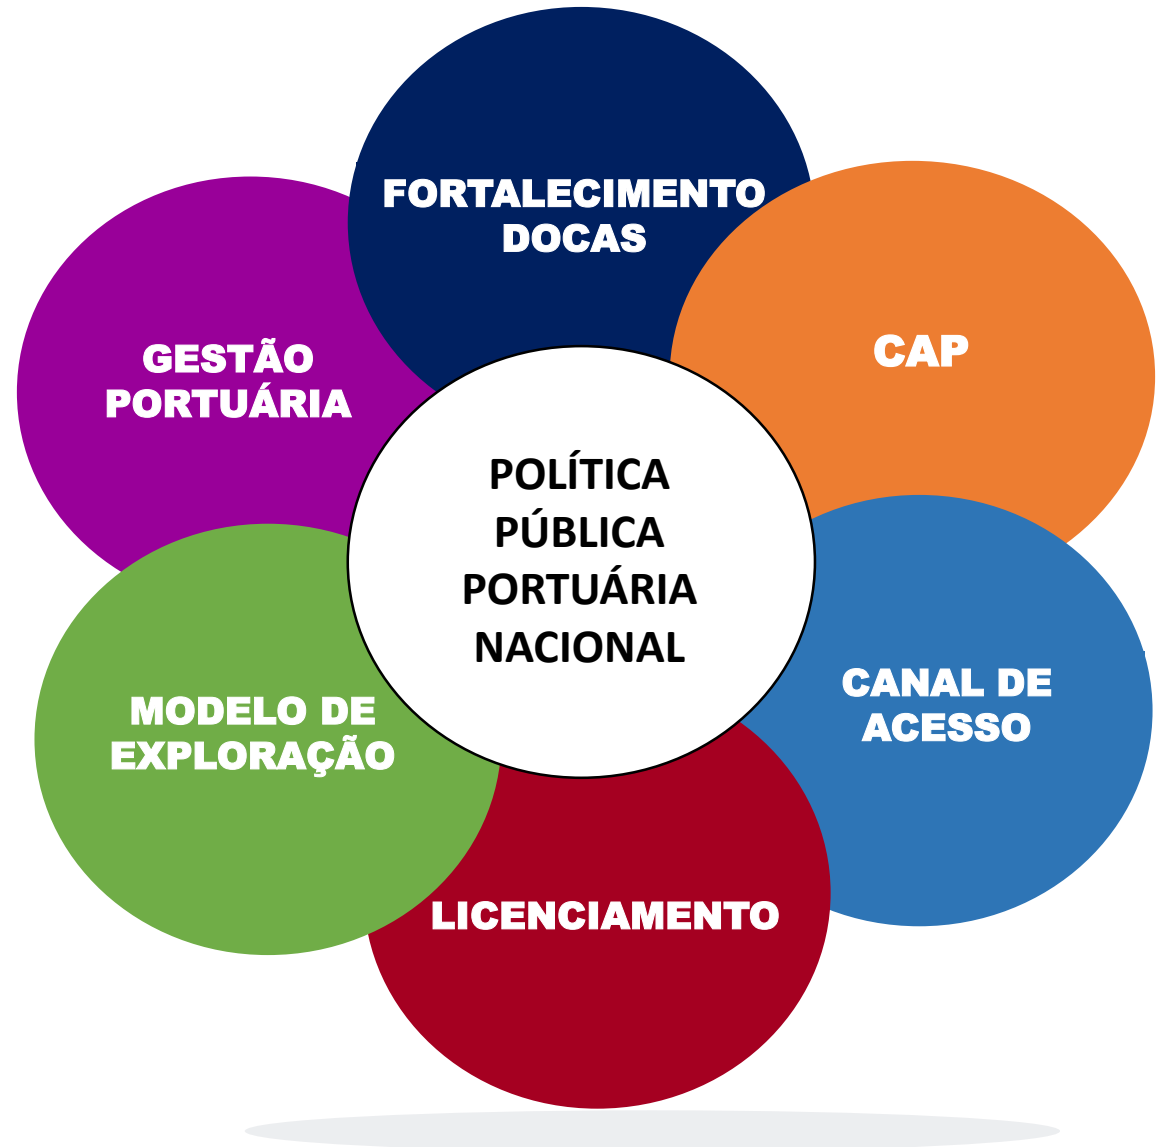 FORTALECIMENTO
DOCAS
CAP
GESTÃO
PORTUÁRIA
POLÍTICA
PÚBLICA
PORTUÁRIA
NACIONAL
CANAL DE
ACESSO
MODELO DE
EXPLORAÇÃO
LICENCIAMENTO